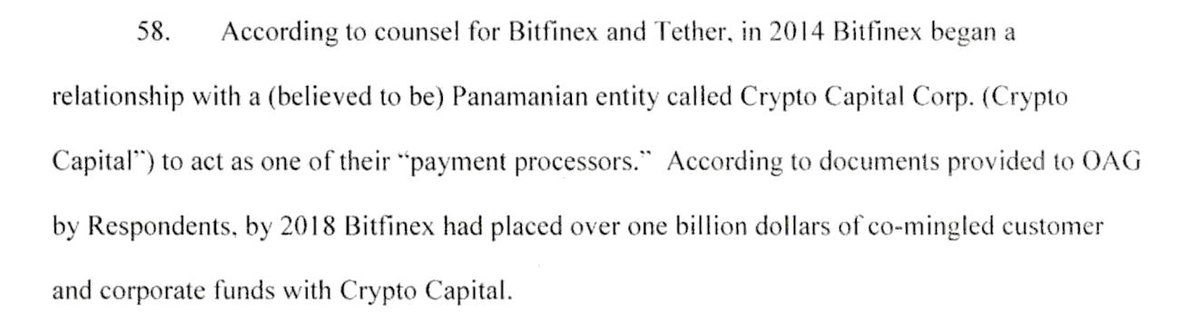 58. According to counsel for Bitfinex and Tether, in 2014 Bitfinex began a
relationship with a (believed to be) Panamanian entity called Crypto Capital Corp. (Crypto
Capital”) to act as one of their “payment processors.” According to documents provided to OAG
by Respondents, by 2018 Bitfinex had placed over one billion dollars of co-mingled customer
and corporate funds with Crypto Capital.